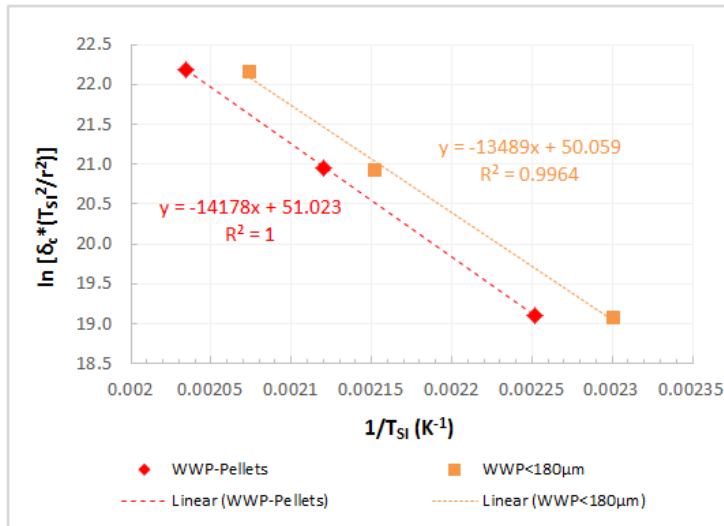 22.5
22.0
21.5
21.0
20.5
20.0
19.5
19.0
18.5
ln [δc*(TSI²/r²)]
y = -13489x + 50.059
R² = 0.9964
y = -14178x + 51.023
R² = 1
0.002 0.00205 0.0021 0.00215 0.0022 0.00225 0.0023 0.00235
1/TSI (K⁻¹)
WWP-Pellets WWP<180µm
Linear (WWP-Pellets) Linear (WWP<180µm)